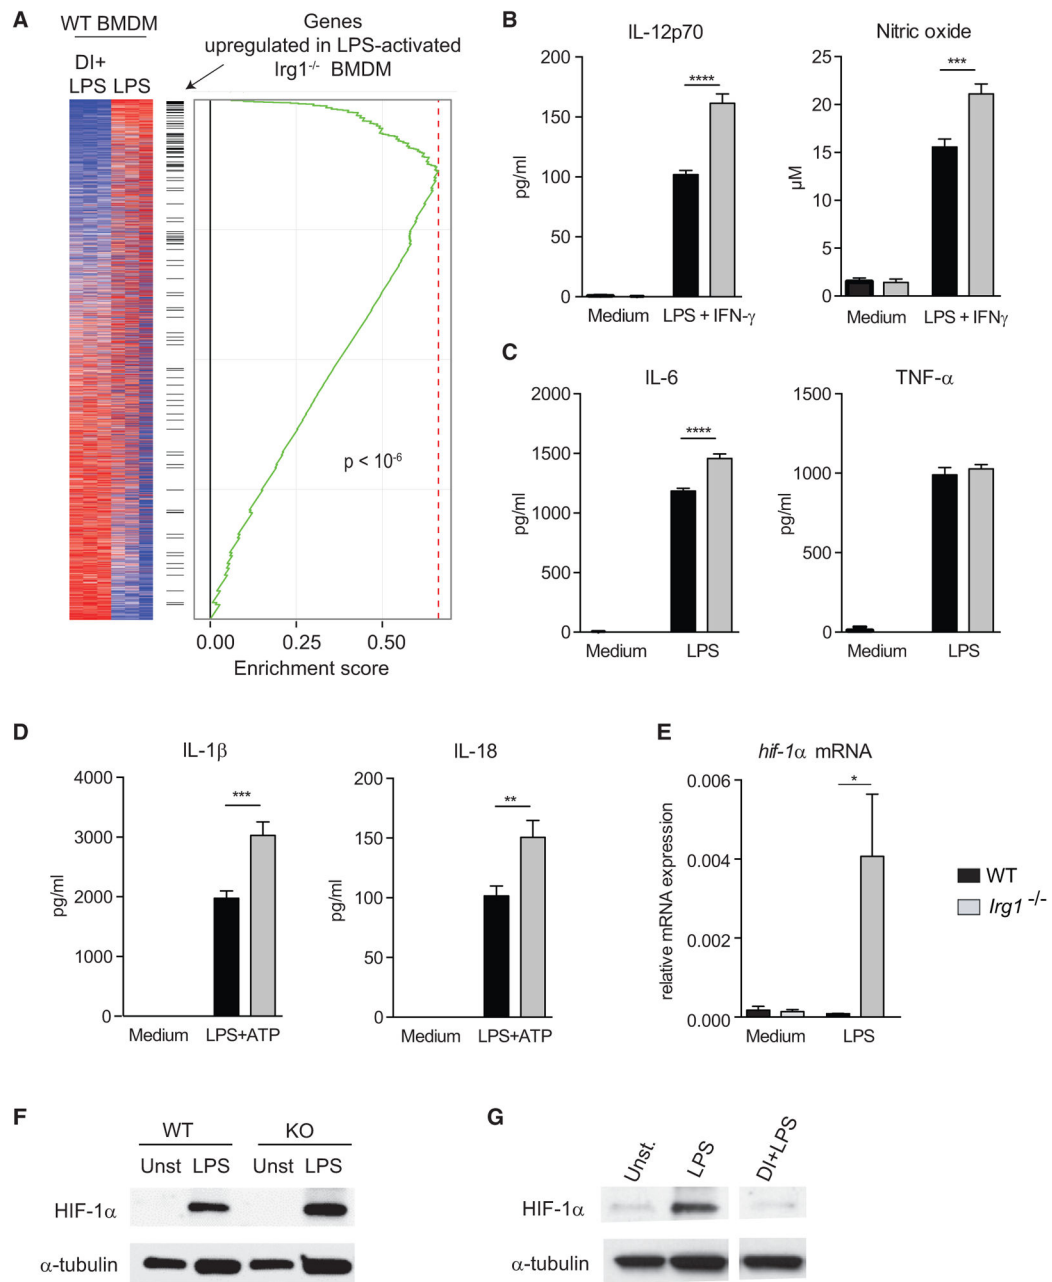 A
WT BMDM
DI+
LPS LPS
Genes
upregulated in LPS-activated
Irg1-/- BMDM
p < 10-6
0.00 0.25 0.50
Enrichment score
B
IL-12p70
200
150
100
50
0
pg/ml
****
Medium LPS + IFN-γ
Nitric oxide
25
20
15
10
5
0
µM
***
Medium LPS + IFNγ
C
IL-6
2000
1500
1000
500
0
pg/ml
****
Medium LPS
TNF-α
1500
1000
500
0
pg/ml
Medium LPS
D
IL-1β
4000
3000
2000
1000
0
pg/ml
***
Medium LPS+ATP
IL-18
200
150
100
50
0
pg/ml
**
Medium LPS+ATP
E
hif-1α mRNA
0.006
0.004
0.002
0.000
relative mRNA expression
*
Medium LPS
WT
Irg1 -/-
F
WT KO
Unst LPS Unst LPS
HIF-1α
α-tubulin
G
Unst. LPS DI+LPS
HIF-1α
α-tubulin